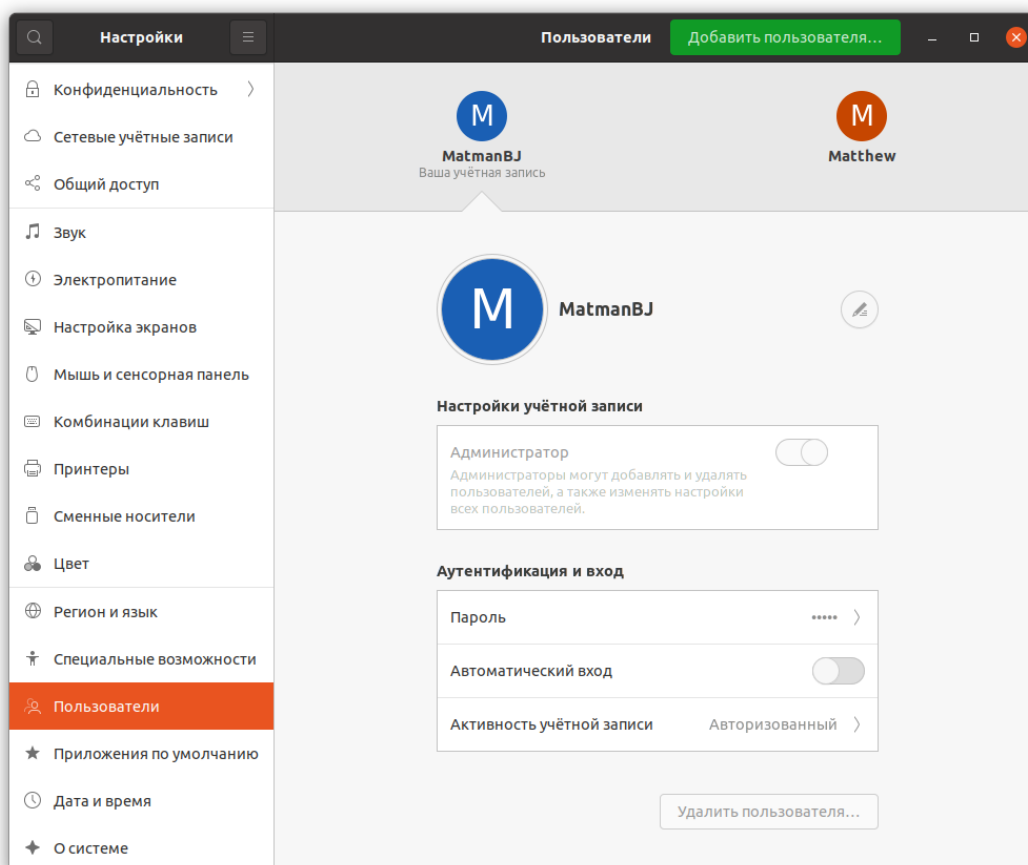 Настройки
Пользователи
Добавить пользователя...
Конфиденциальность
Сетевые учётные записи
Общий доступ
Звук
Электропитание
Настройка экранов
Мышь и сенсорная панель
Комбинации клавиш
Принтеры
Сменные носители
Цвет
Регион и язык
Специальные возможности
Пользователи
Приложения по умолчанию
Дата и время
О системе
M
MatmanBJ
Ваша учётная запись
M
Matthew
M
MatmanBJ
Настройки учётной записи
Администратор
Администраторы могут добавлять и удалять
пользователей, а также изменять настройки
всех пользователей.
Аутентификация и вход
Пароль •••••
Автоматический вход
Активность учётной записи Авторизованный
Удалить пользователя...